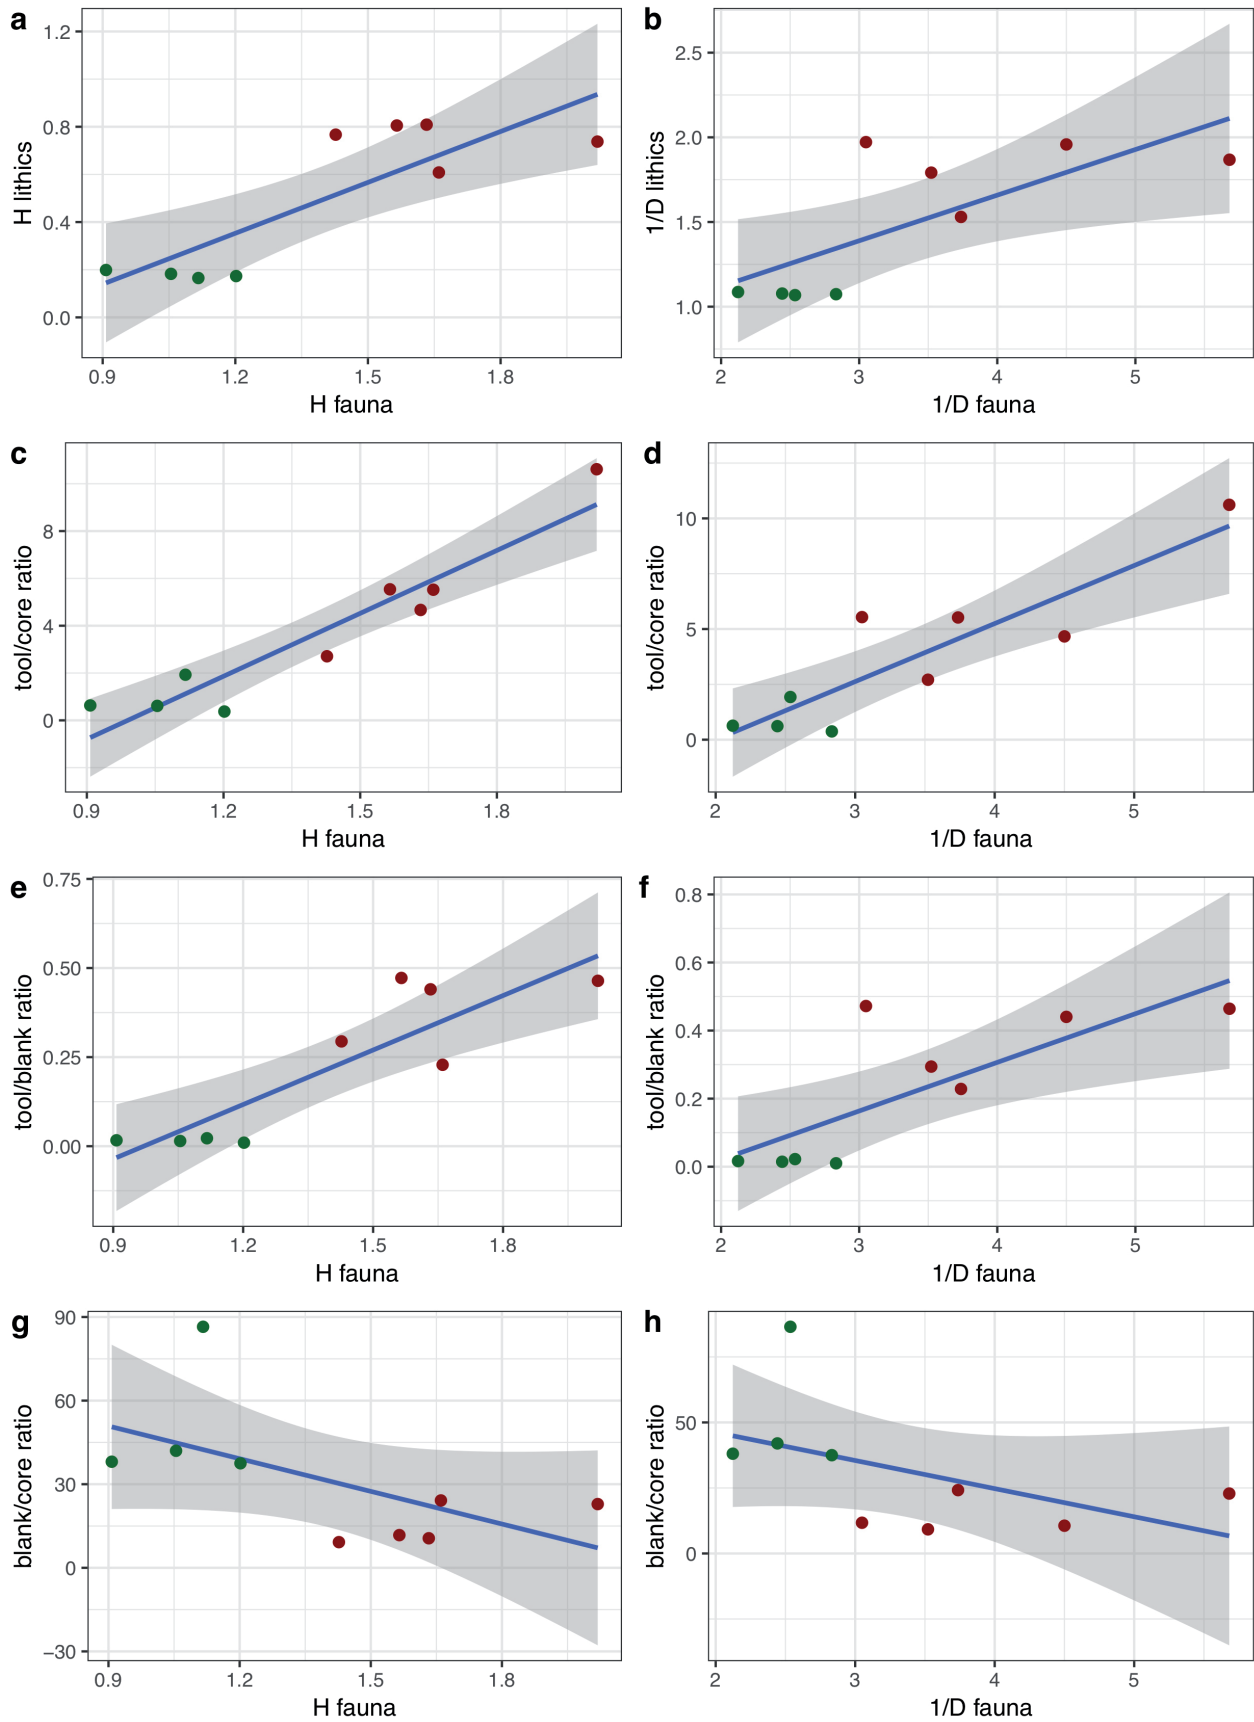 a
1.2
0.8
0.4
0.0
H lithics
0.9 1.2 1.5 1.8
H fauna
b
2.5
2.0
1.5
1.0
1/D lithics
2 3 4 5
1/D fauna
c
8
4
0
tool/core ratio
0.9 1.2 1.5 1.8
H fauna
d
10
5
0
tool/core ratio
2 3 4 5
1/D fauna
e
0.75
0.50
0.25
0.00
tool/blank ratio
0.9 1.2 1.5 1.8
H fauna
f
0.8
0.6
0.4
0.2
0.0
tool/blank ratio
2 3 4 5
1/D fauna
g
90
60
30
0
−30
blank/core ratio
0.9 1.2 1.5 1.8
H fauna
h
50
0
blank/core ratio
2 3 4 5
1/D fauna